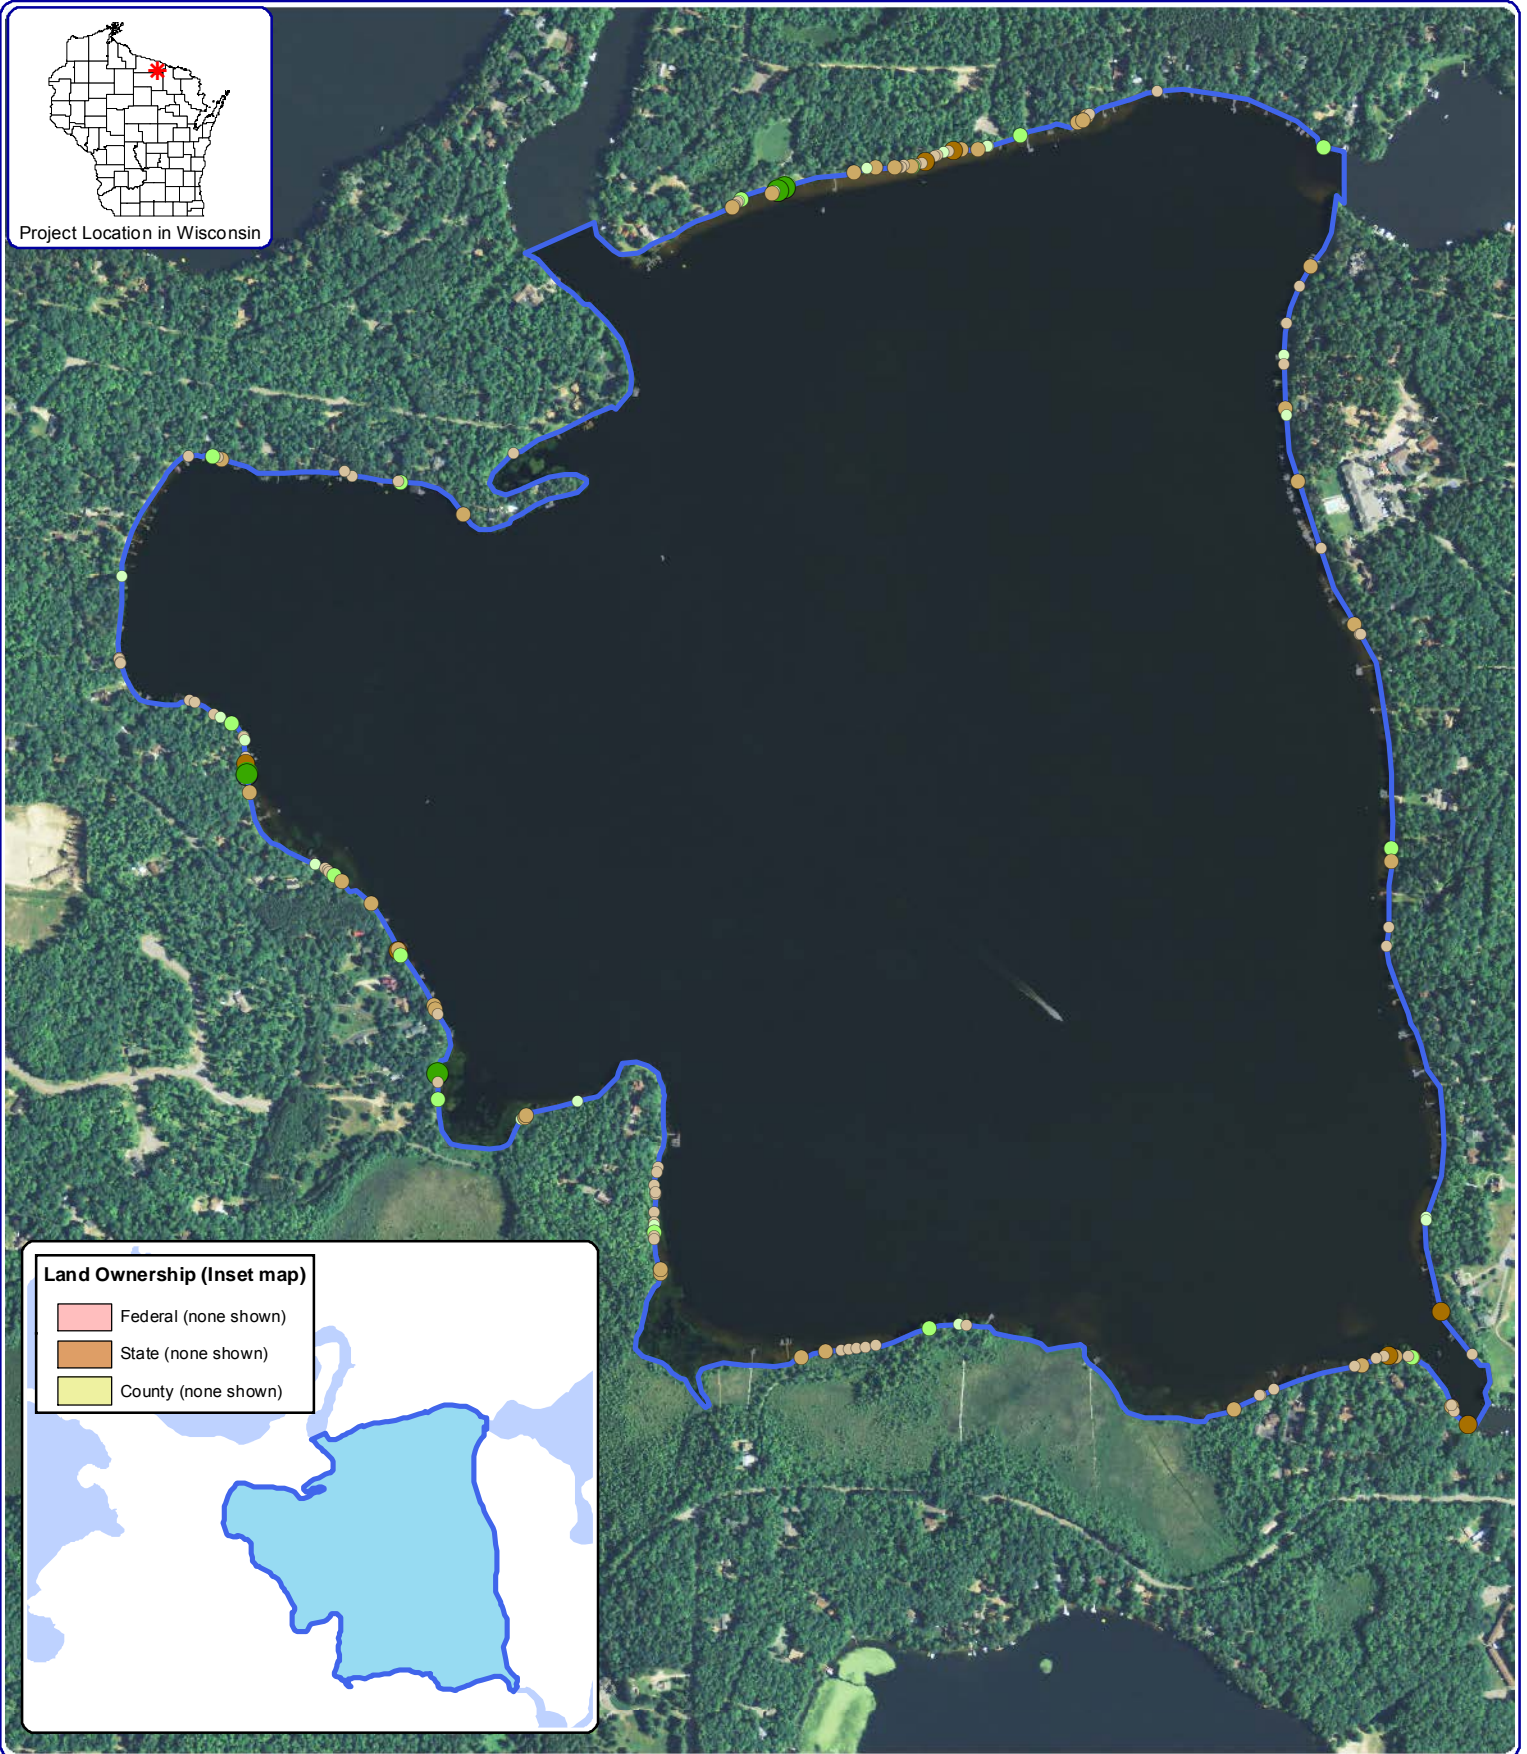 Project Location in Wisconsin
Land Ownership (Inset map)
Federal (none shown)
State (none shown)
County (none shown)